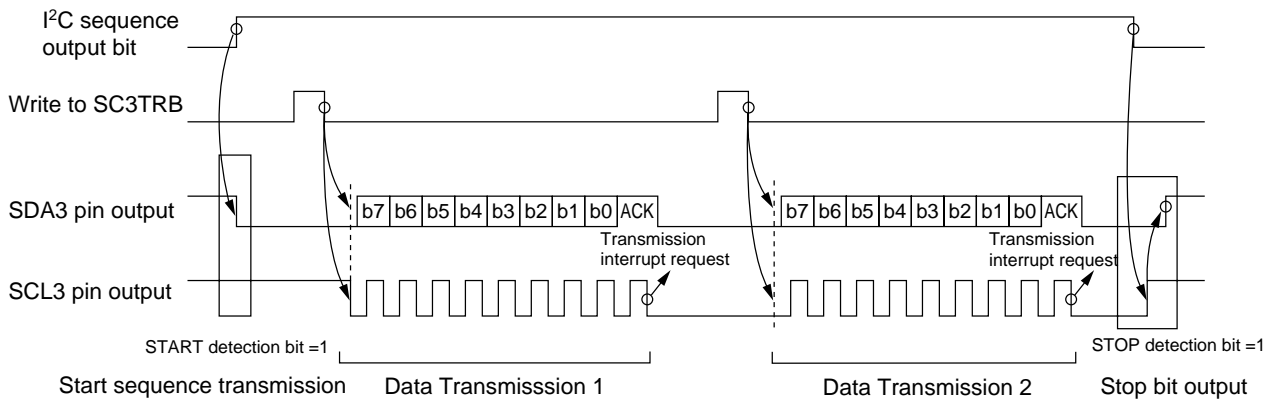 I²C sequence
output bit
Write to SC3TRB
SDA3 pin output
b7 b6 b5 b4 b3 b2 b1 b0 ACK
b7 b6 b5 b4 b3 b2 b1 b0 ACK
Transmission
interrupt request
Transmission
interrupt request
SCL3 pin output
START detection bit =1
STOP detection bit =1
Start sequence transmission
Data Transmisssion 1
Data Transmission 2
Stop bit output